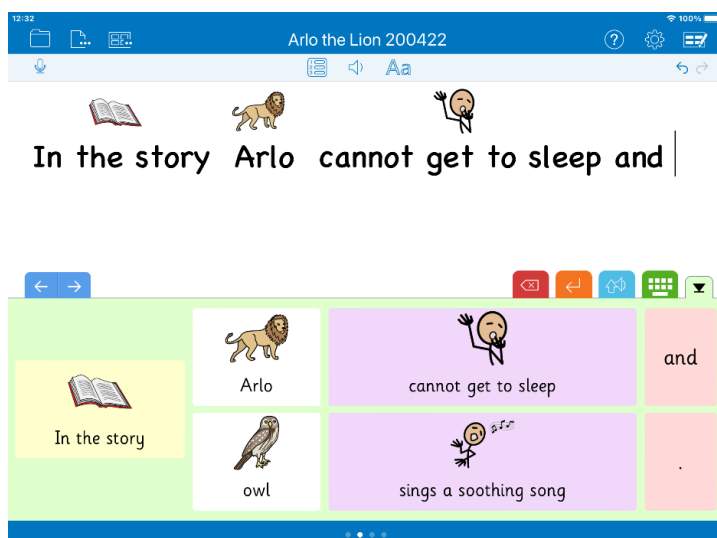 12:32
100%
Arlo the Lion 200422
?
Aa
In the story Arlo cannot get to sleep and
In the story
Arlo
cannot get to sleep
and
owl
sings a soothing song
.